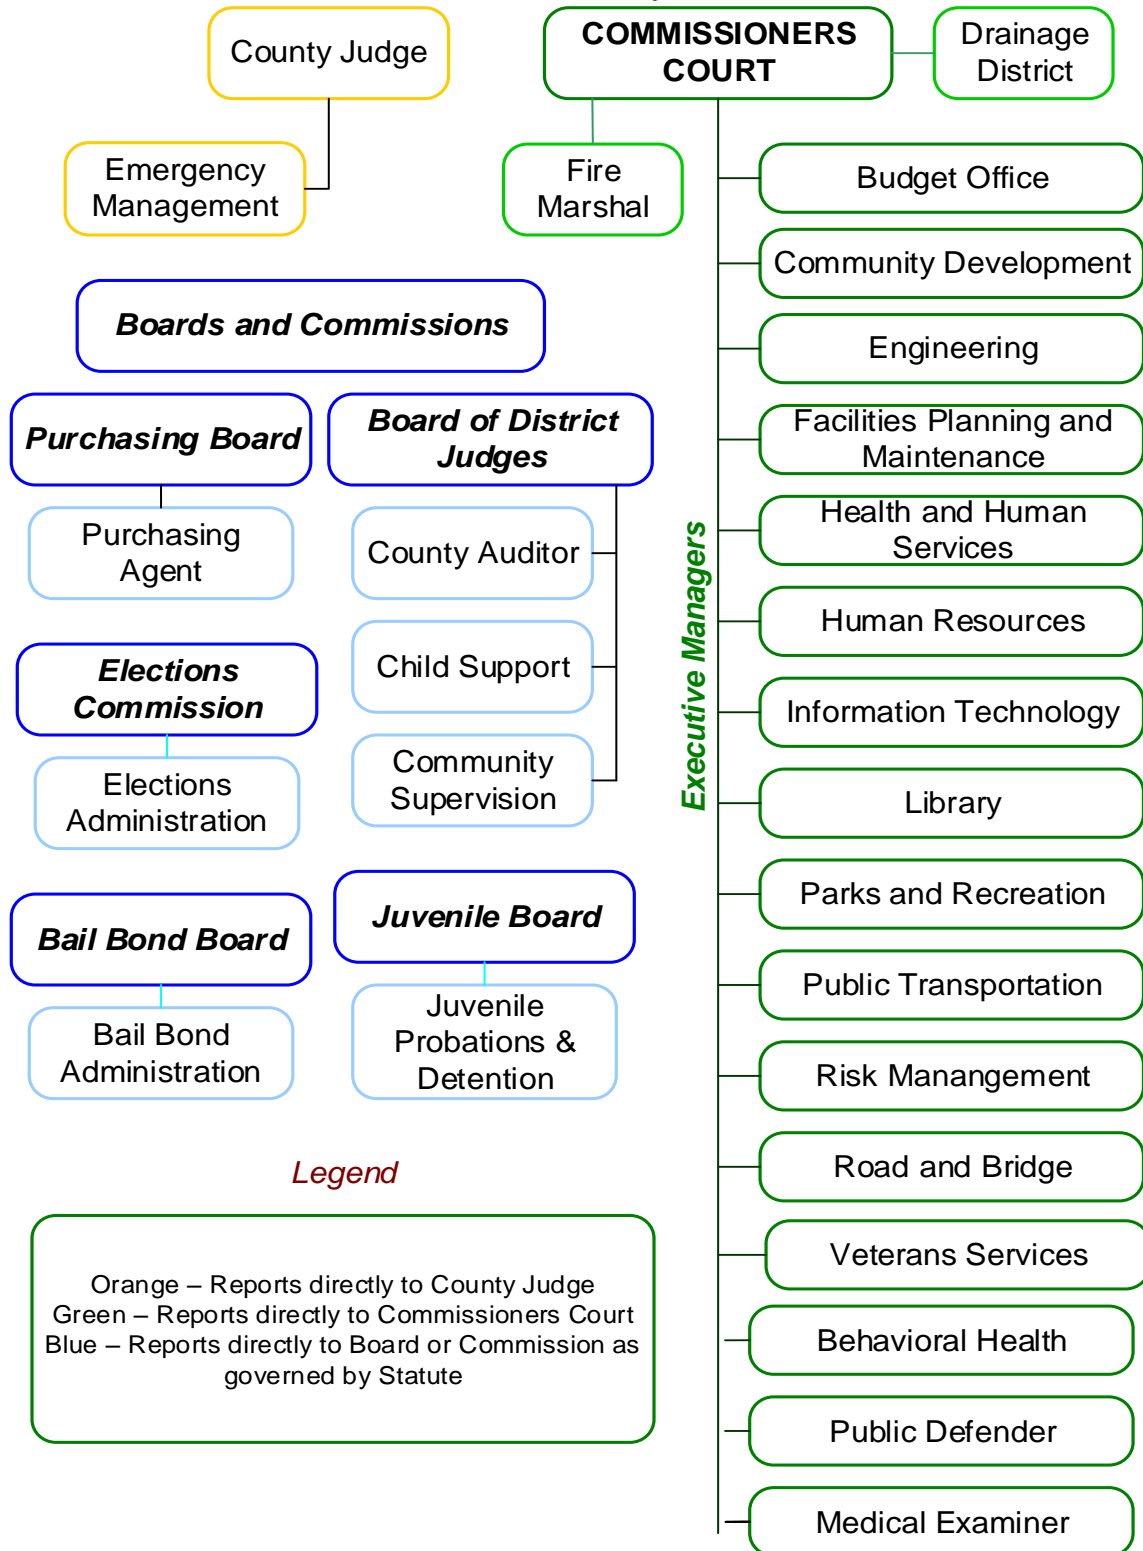 County Judge
COMMISSIONERS
COURT
Drainage
District
Emergency
Management
Fire
Marshal
Boards and Commissions
Purchasing Board
Purchasing
Agent
Board of District
Judges
County Auditor
Child Support
Community
Supervision
Elections
Commission
Elections
Administration
Bail Bond Board
Bail Bond
Administration
Juvenile Board
Juvenile
Probations &
Detention
Executive Managers
Budget Office
Community Development
Engineering
Facilities Planning and
Maintenance
Health and Human
Services
Human Resources
Information Technology
Library
Parks and Recreation
Public Transportation
Risk Manangement
Road and Bridge
Veterans Services
Behavioral Health
Public Defender
Medical Examiner
Legend
Orange – Reports directly to County Judge
Green – Reports directly to Commissioners Court
Blue – Reports directly to Board or Commission as
governed by Statute